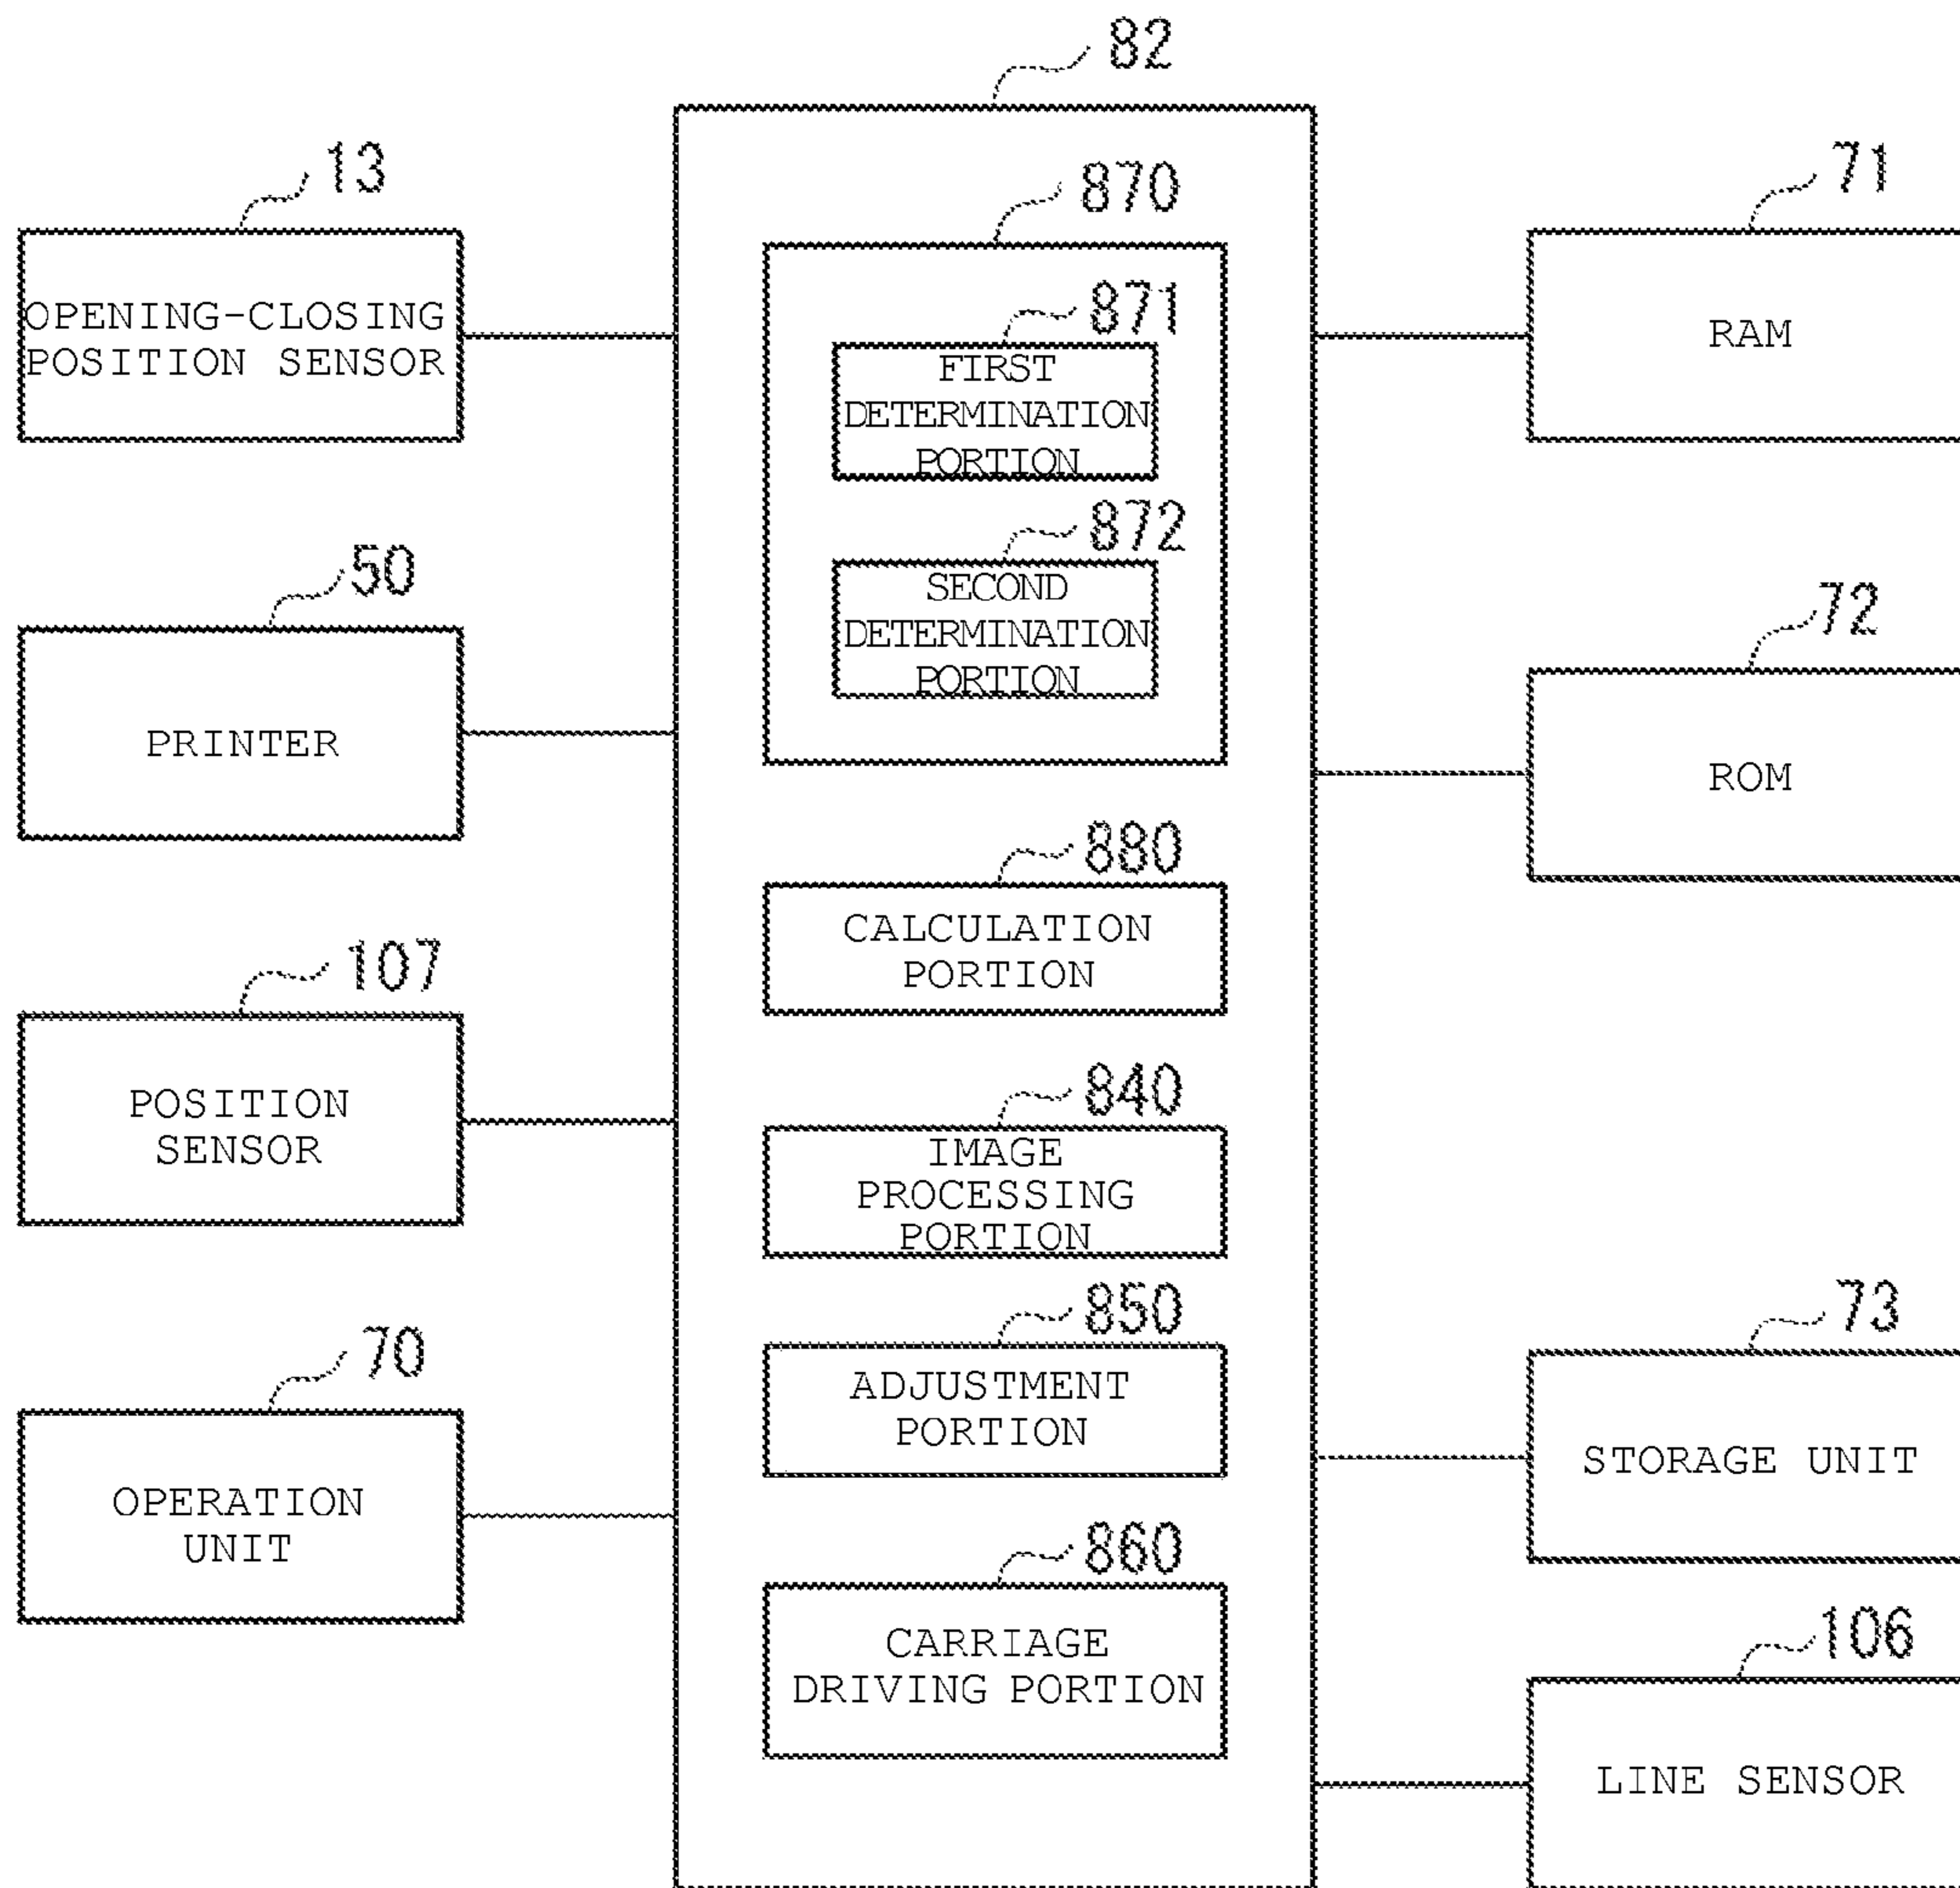 82
13
OPENING-CLOSING
POSITION SENSOR
50
PRINTER
107
POSITION
SENSOR
70
OPERATION
UNIT
870
871
FIRST
DETERMINATION
PORTION
872
SECOND
DETERMINATION
PORTION
880
CALCULATION
PORTION
840
IMAGE
PROCESSING
PORTION
850
ADJUSTMENT
PORTION
860
CARRIAGE
DRIVING PORTION
71
RAM
72
ROM
73
STORAGE UNIT
106
LINE SENSOR